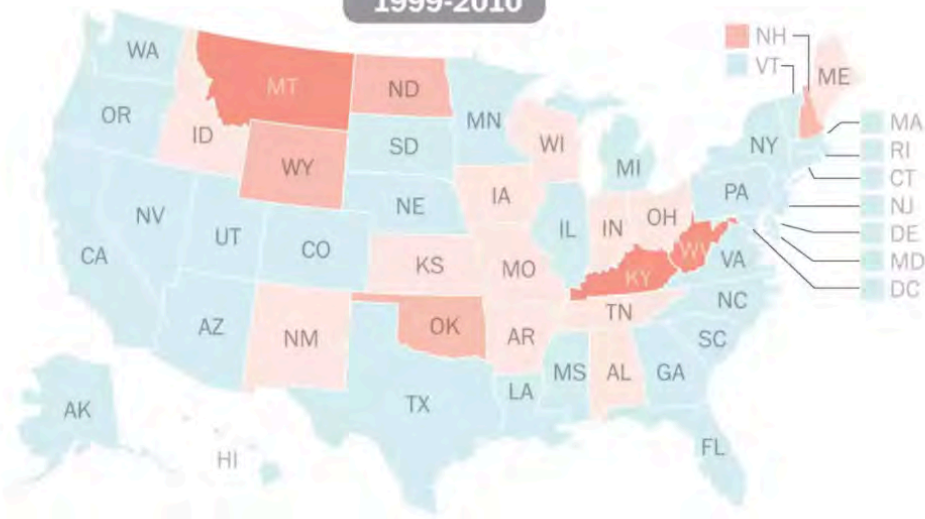 1999-2010
NH
VT
ME
WA
MT
ND
MN
OR
ID
WI
NY
MA
SD
MI
RI
WY
CT
PA
IA
NE
NJ
NV
OH
IL
IN
DE
UT
CO
WV
VA
MD
CA
KS
MO
KY
DC
NC
TN
AZ
OK
AR
NM
SC
MS
AL
GA
LA
TX
AK
FL
HI